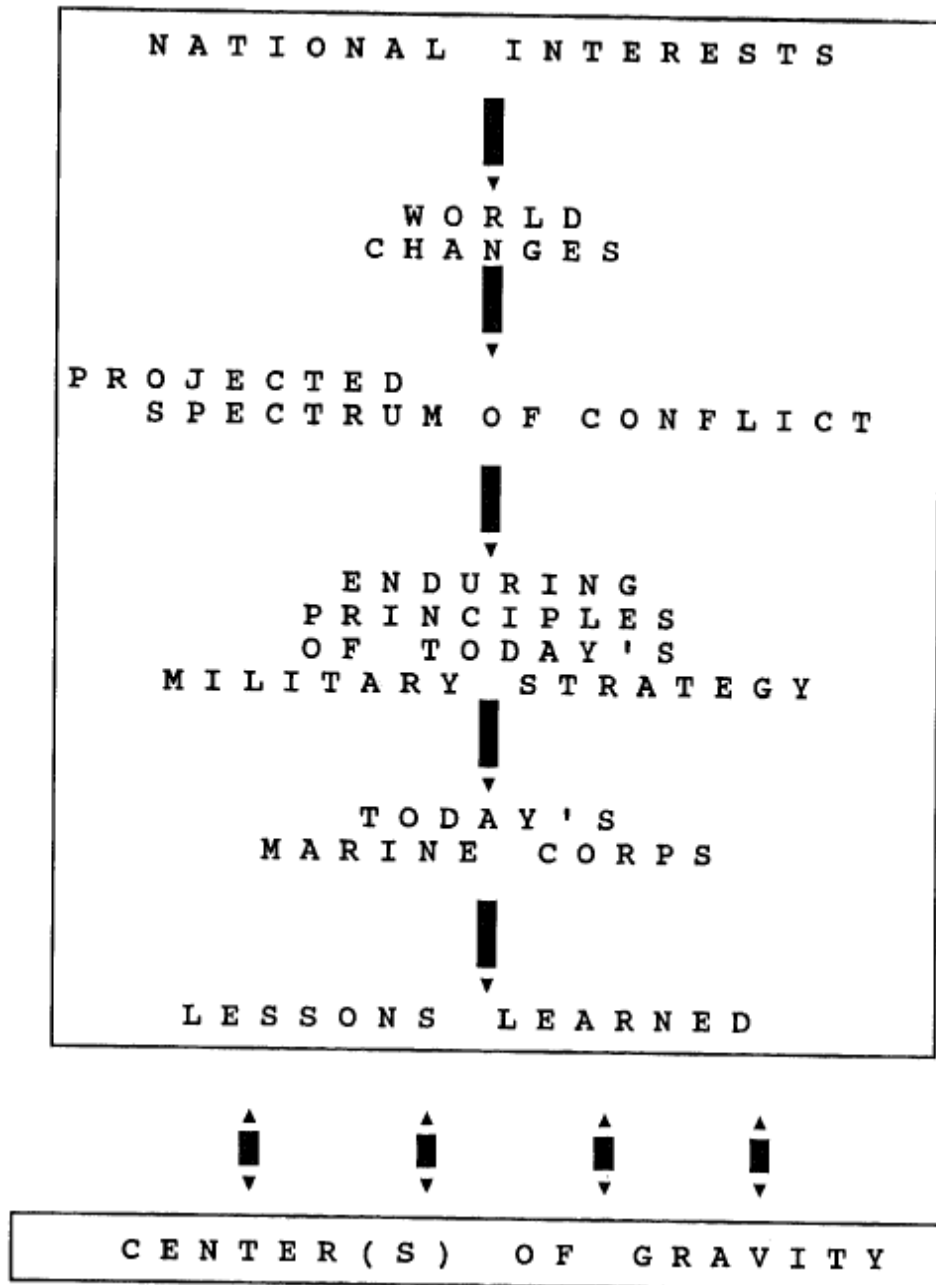 NATIONAL INTERESTS
WORLD
CHANGES
PROJECTED
SPECTRUM OF CONFLICT
ENDURING
PRINCIPLES
OF TODAY'S
MILITARY STRATEGY
TODAY'S
MARINE CORPS
LESSONS LEARNED
CENTER(S) OF GRAVITY